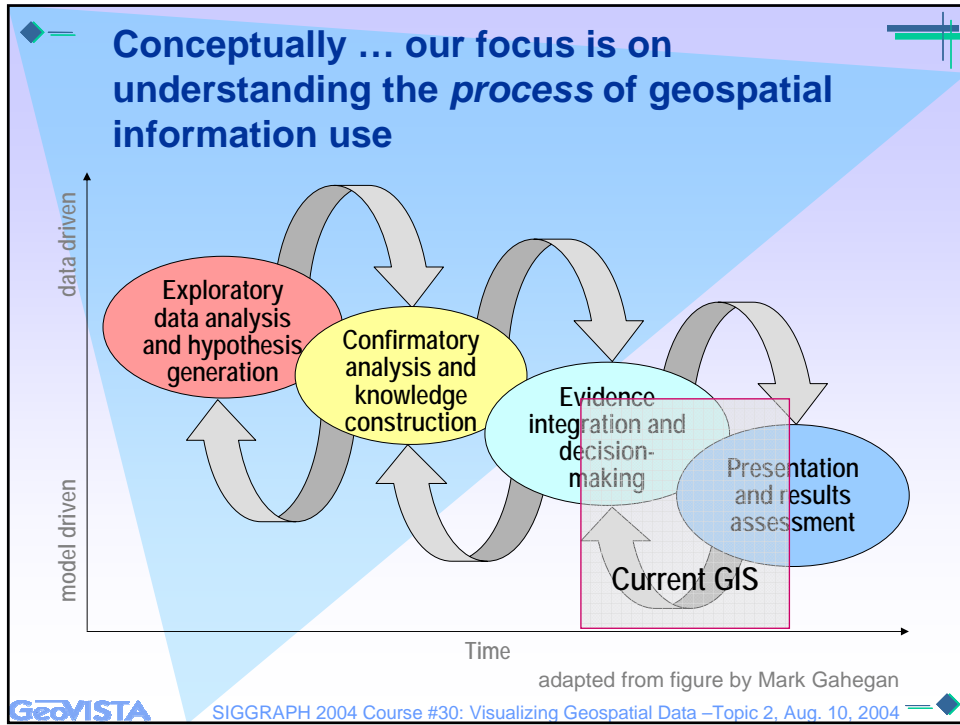 Conceptually … our focus is on
understanding the process of geospatial
information use
data driven
model driven
Exploratory
data analysis
and hypothesis
generation
Confirmatory
analysis and
knowledge
construction
Evidence
integration and
decision-
making
Presentation
and results
assessment
Current GIS
Time
adapted from figure by Mark Gahegan
GeoVISTA
SIGGRAPH 2004 Course #30: Visualizing Geospatial Data –Topic 2, Aug. 10, 2004